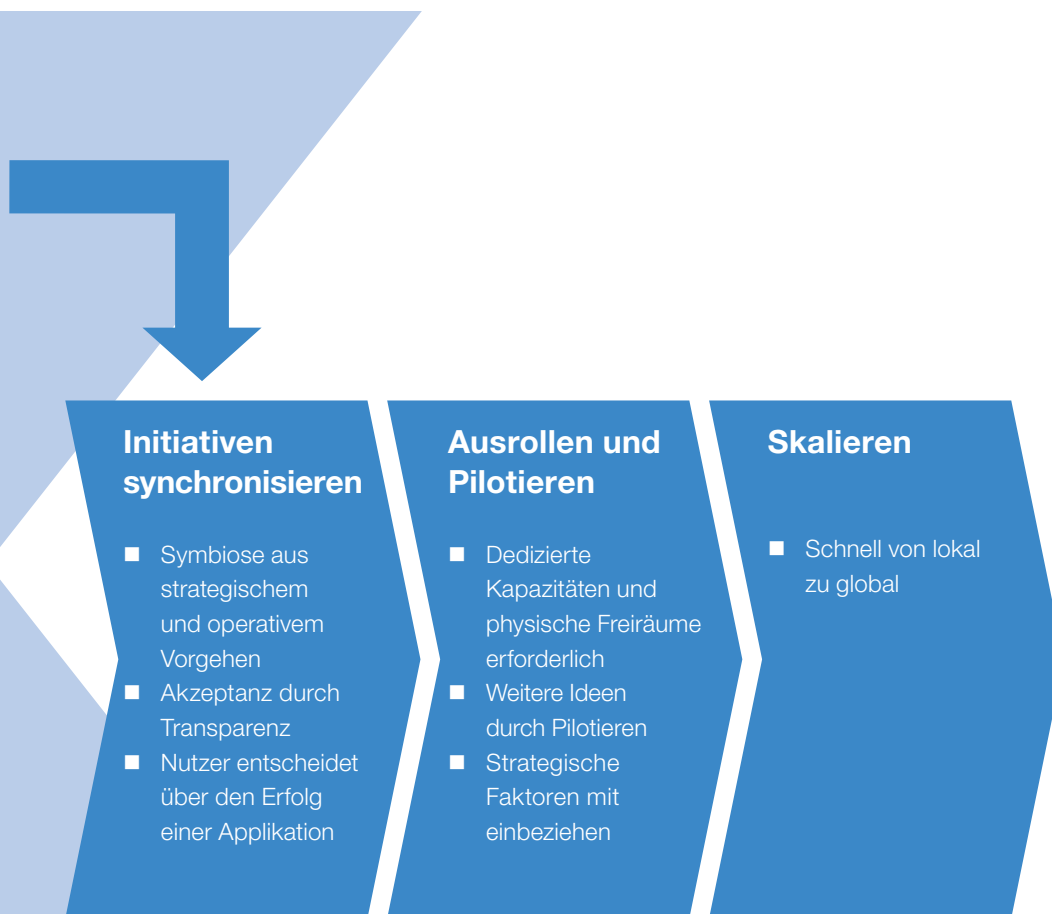 Initiativen
synchronisieren
Symbiose aus
strategischem
und operativem
Vorgehen
Akzeptanz durch
Transparenz
Nutzer entscheidet
über den Erfolg
einer Applikation
Ausrollen und
Pilotieren
Dedizierte
Kapazitäten und
physische Freiräume
erforderlich
Weitere Ideen
durch Pilotieren
Strategische
Faktoren mit
einbeziehen
Skalieren
Schnell von lokal
zu global